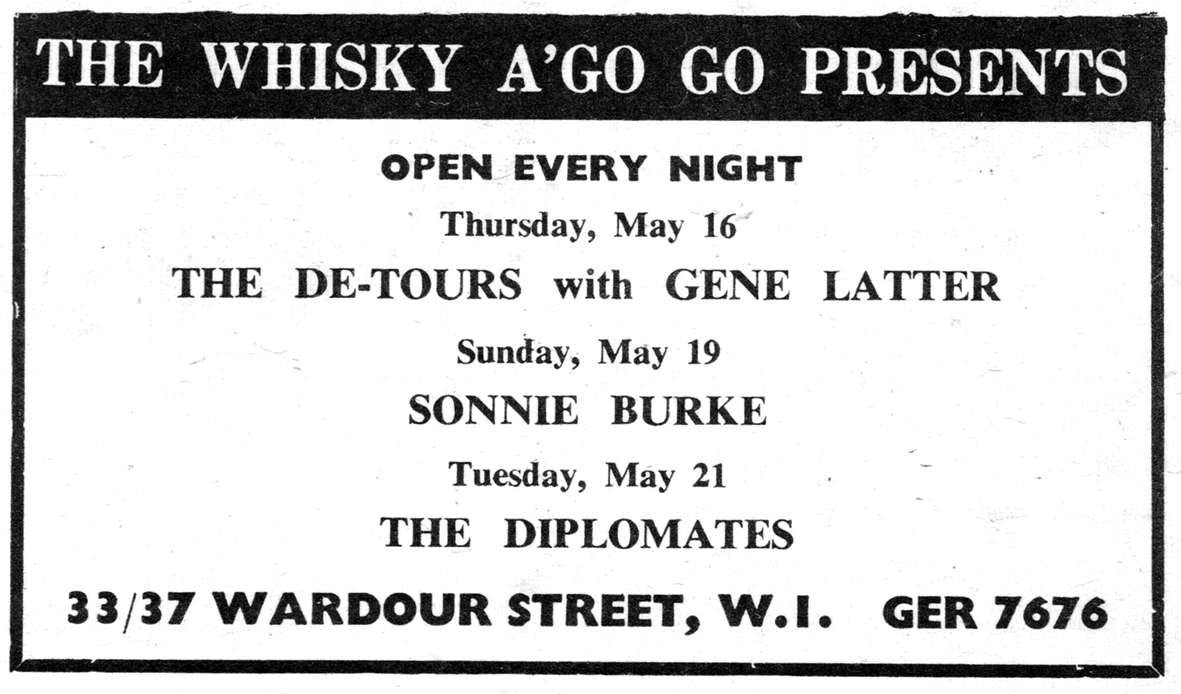 THE WHISKY A'GO GO PRESENTS
OPEN EVERY NIGHT
Thursday, May 16
THE DE-TOURS with GENE LATTER
Sunday, May 19
SONNIE BURKE
Tuesday, May 21
THE DIPLOMATES
33/37 WARDOUR STREET, W.I. GER 7676